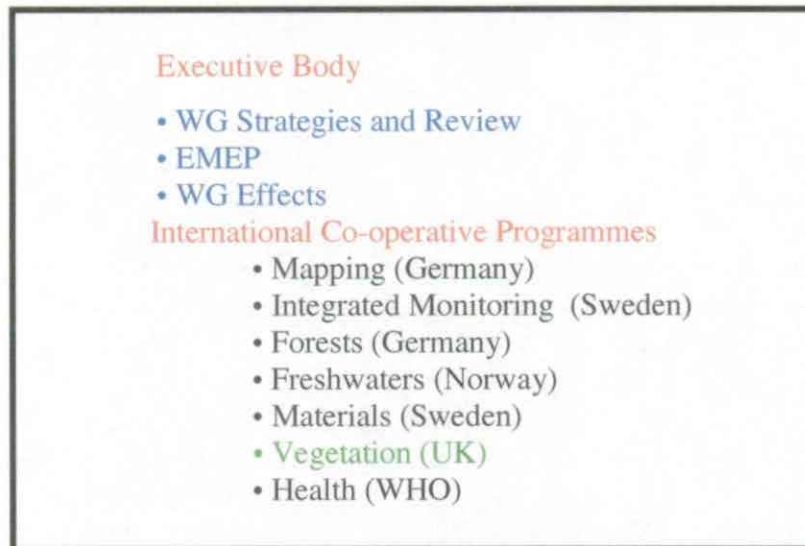 Executive Body
• WG Strategies and Review
• EMEP
• WG Effects
International Co-operative Programmes
• Mapping (Germany)
• Integrated Monitoring (Sweden)
• Forests (Germany)
• Freshwaters (Norway)
• Materials (Sweden)
• Vegetation (UK)
• Health (WHO)